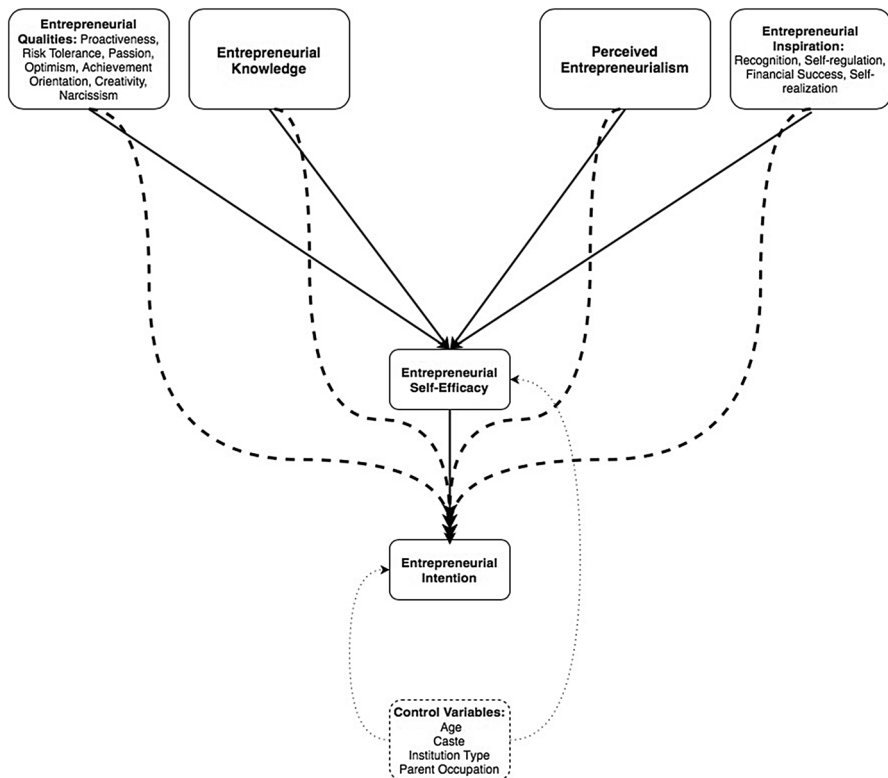 Entrepreneurial
Qualities: Proactiveness,
Risk Tolerance, Passion,
Optimism, Achievement
Orientation, Creativity,
Narcissism
Entrepreneurial
Knowledge
Perceived
Entrepreneurialism
Entrepreneurial
Inspiration:
Recognition, Self-regulation,
Financial Success, Self-
realization
Entrepreneurial
Self-Efficacy
Entrepreneurial
Intention
Control Variables:
Age
Caste
Institution Type
Parent Occupation